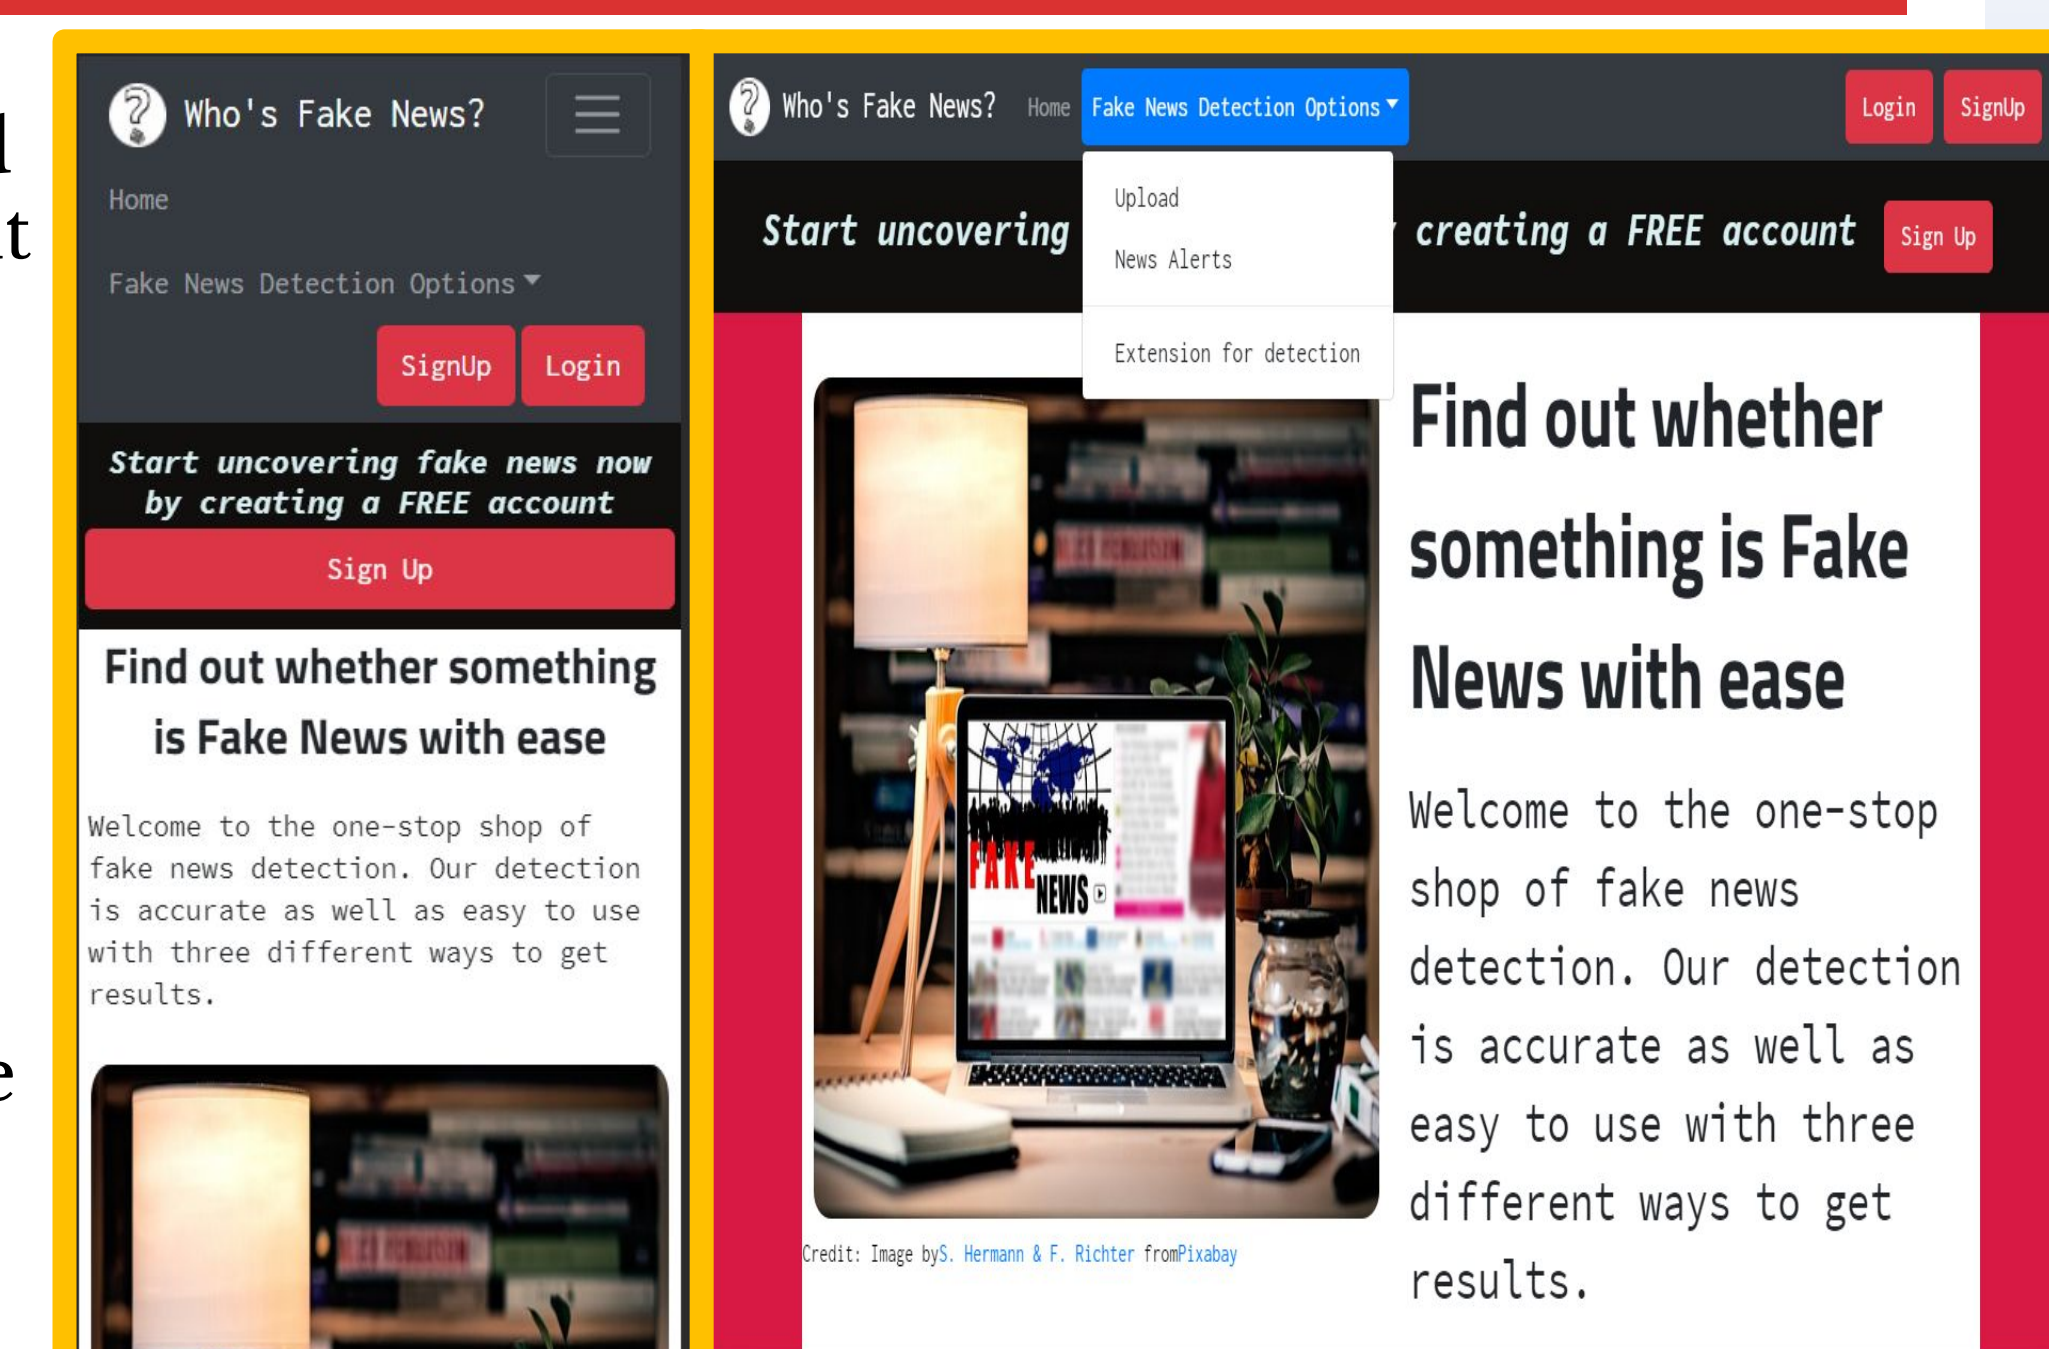 Who's Fake News?
Home
Fake News Detection Options
SignUp
Login
Start uncovering fake news now
by creating a FREE account
Sign Up
Find out whether something
is Fake News with ease
Welcome to the one-stop shop of
fake news detection. Our detection
is accurate as well as easy to use
with three different ways to get
results.
Who's Fake News?
Home
Fake News Detection Options
Login
SignUp
Upload
News Alerts
Extension for detection
Start uncovering
creating a FREE account
Sign Up
Find out whether
something is Fake
News with ease
FAKE
NEWS
Welcome to the one-stop
shop of fake news
detection. Our detection
is accurate as well as
easy to use with three
different ways to get
results.
Credit: Image byS. Hermann & F. Richter fromPixabay